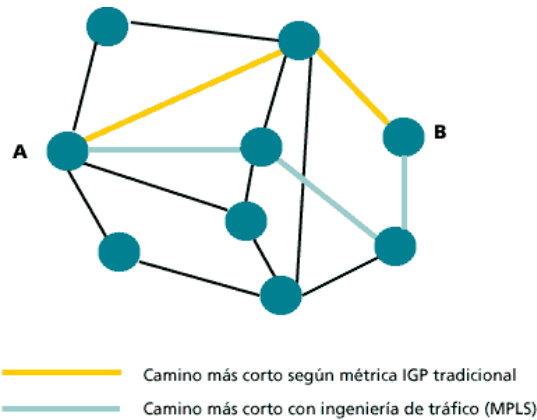 B
A
Camino más corto según métrica IGP tradicional
Camino más corto con ingeniería de tráfico (MPLS)